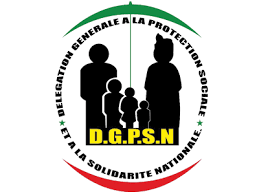 DELEGATION GENERALE A LA PROTECTION SOCIALE
D.G.P.S.N
ET A LA SOLIDARITE NATIONALE.